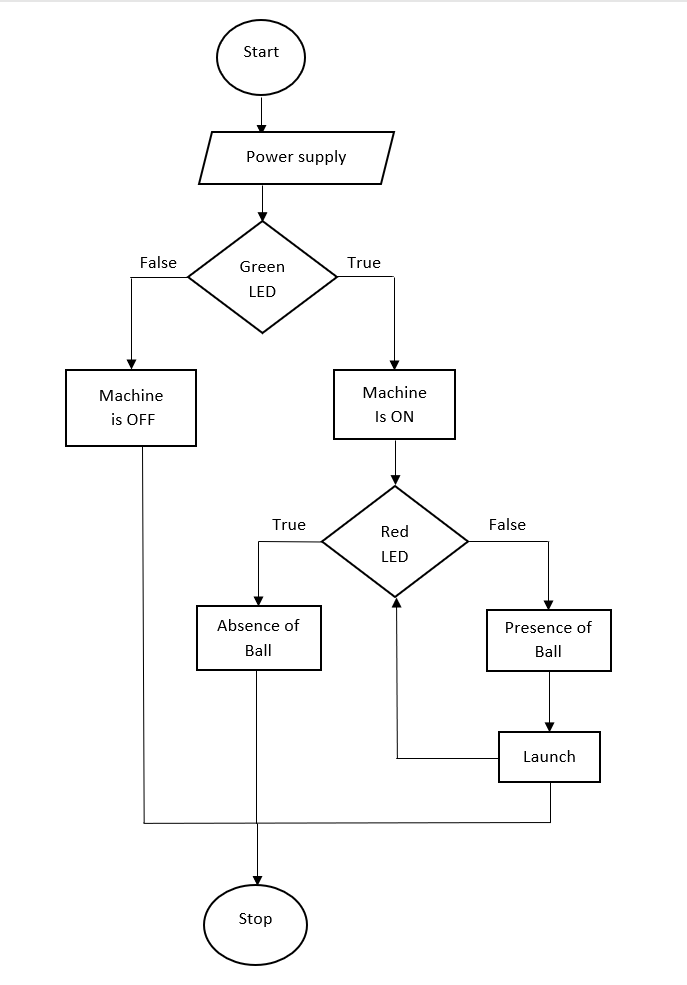 Start
Power supply
False
True
Green
LED
Machine
is OFF
Machine
Is ON
True
False
Red
LED
Absence of
Ball
Presence of
Ball
Launch
Stop